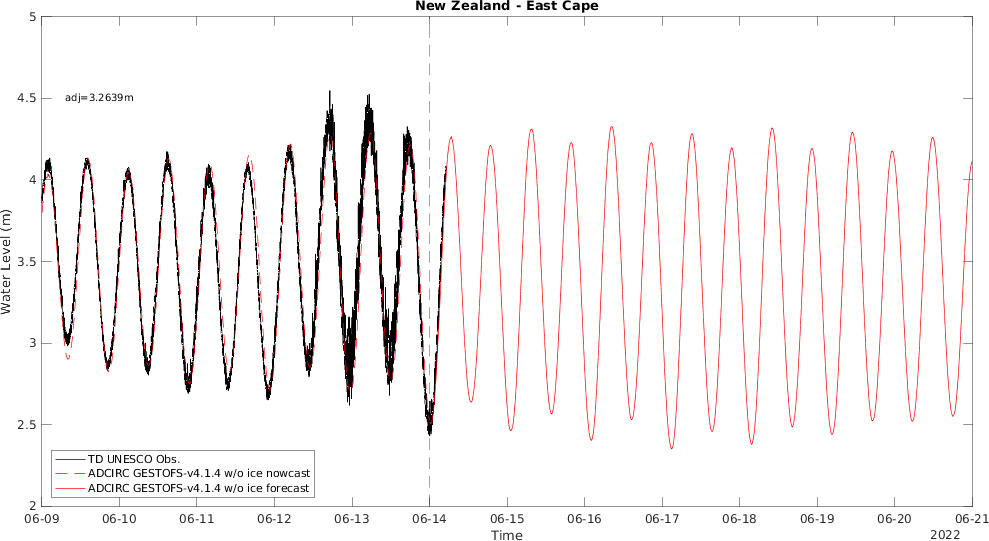 New Zealand - East Cape
5
4.5
4
3.5
3
2.5
2
Water Level (m)
adj=3.2639m
TD UNESCO Obs.
ADCIRC GESTOFS-v4.1.4 w/o ice nowcast
ADCIRC GESTOFS-v4.1.4 w/o ice forecast
06-09 06-10 06-11 06-12 06-13 06-14 06-15 06-16 06-17 06-18 06-19 06-20 06-21
Time
2022